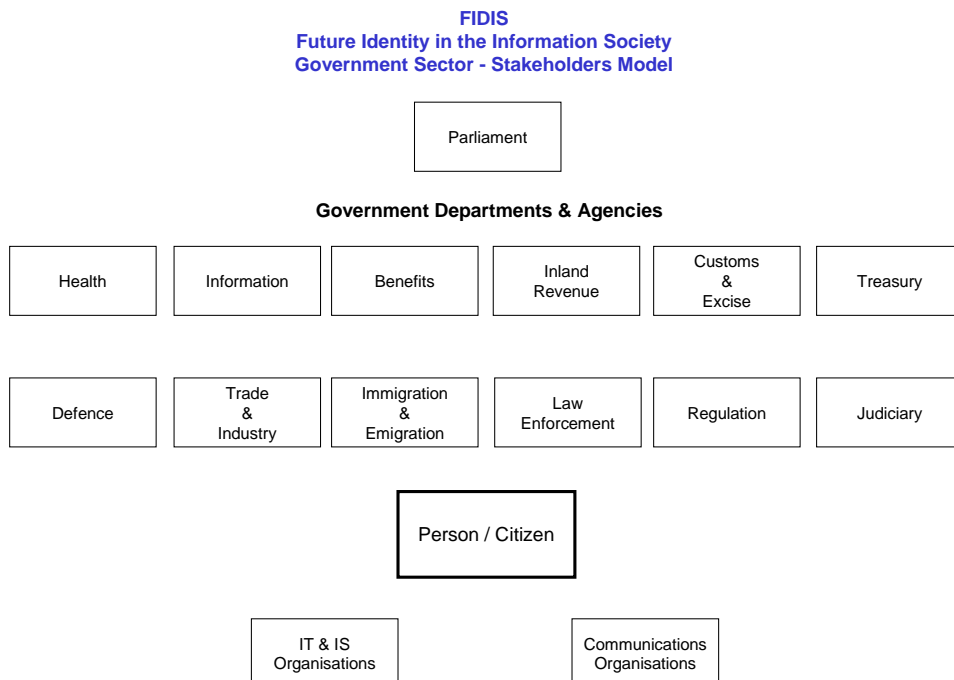 FIDIS
Future Identity in the Information Society
Government Sector - Stakeholders Model
Parliament
Government Departments & Agencies
Health
Information
Benefits
Inland
Revenue
Customs
&
Excise
Treasury
Defence
Trade
&
Industry
Immigration
&
Emigration
Law
Enforcement
Regulation
Judiciary
Person / Citizen
IT & IS
Organisations
Communications
Organisations